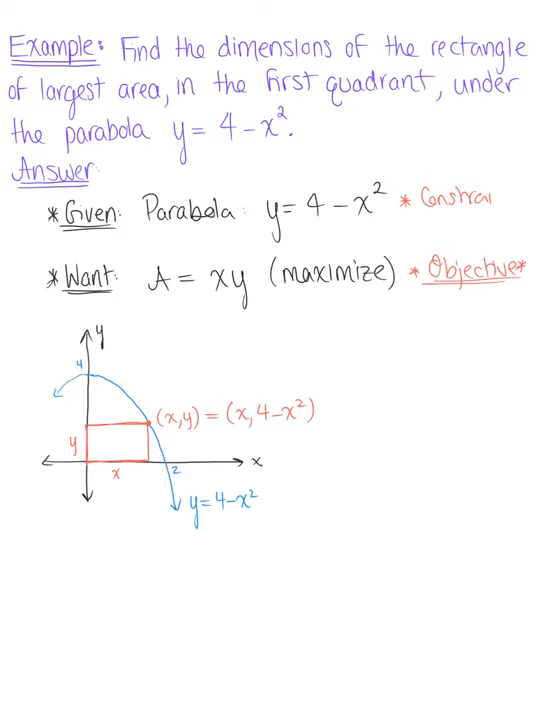 Example: Find the dimensions of the rectangle
of largest area, in the first quadrant, under
the parabola y = 4 - x².
Answer:
*Given: Parabola: y = 4 - x² * Constrai
*Want: A = xy (maximize) * Objective*
y
4
(x,y) = (x, 4-x²)
y
x
2
x
y = 4-x²